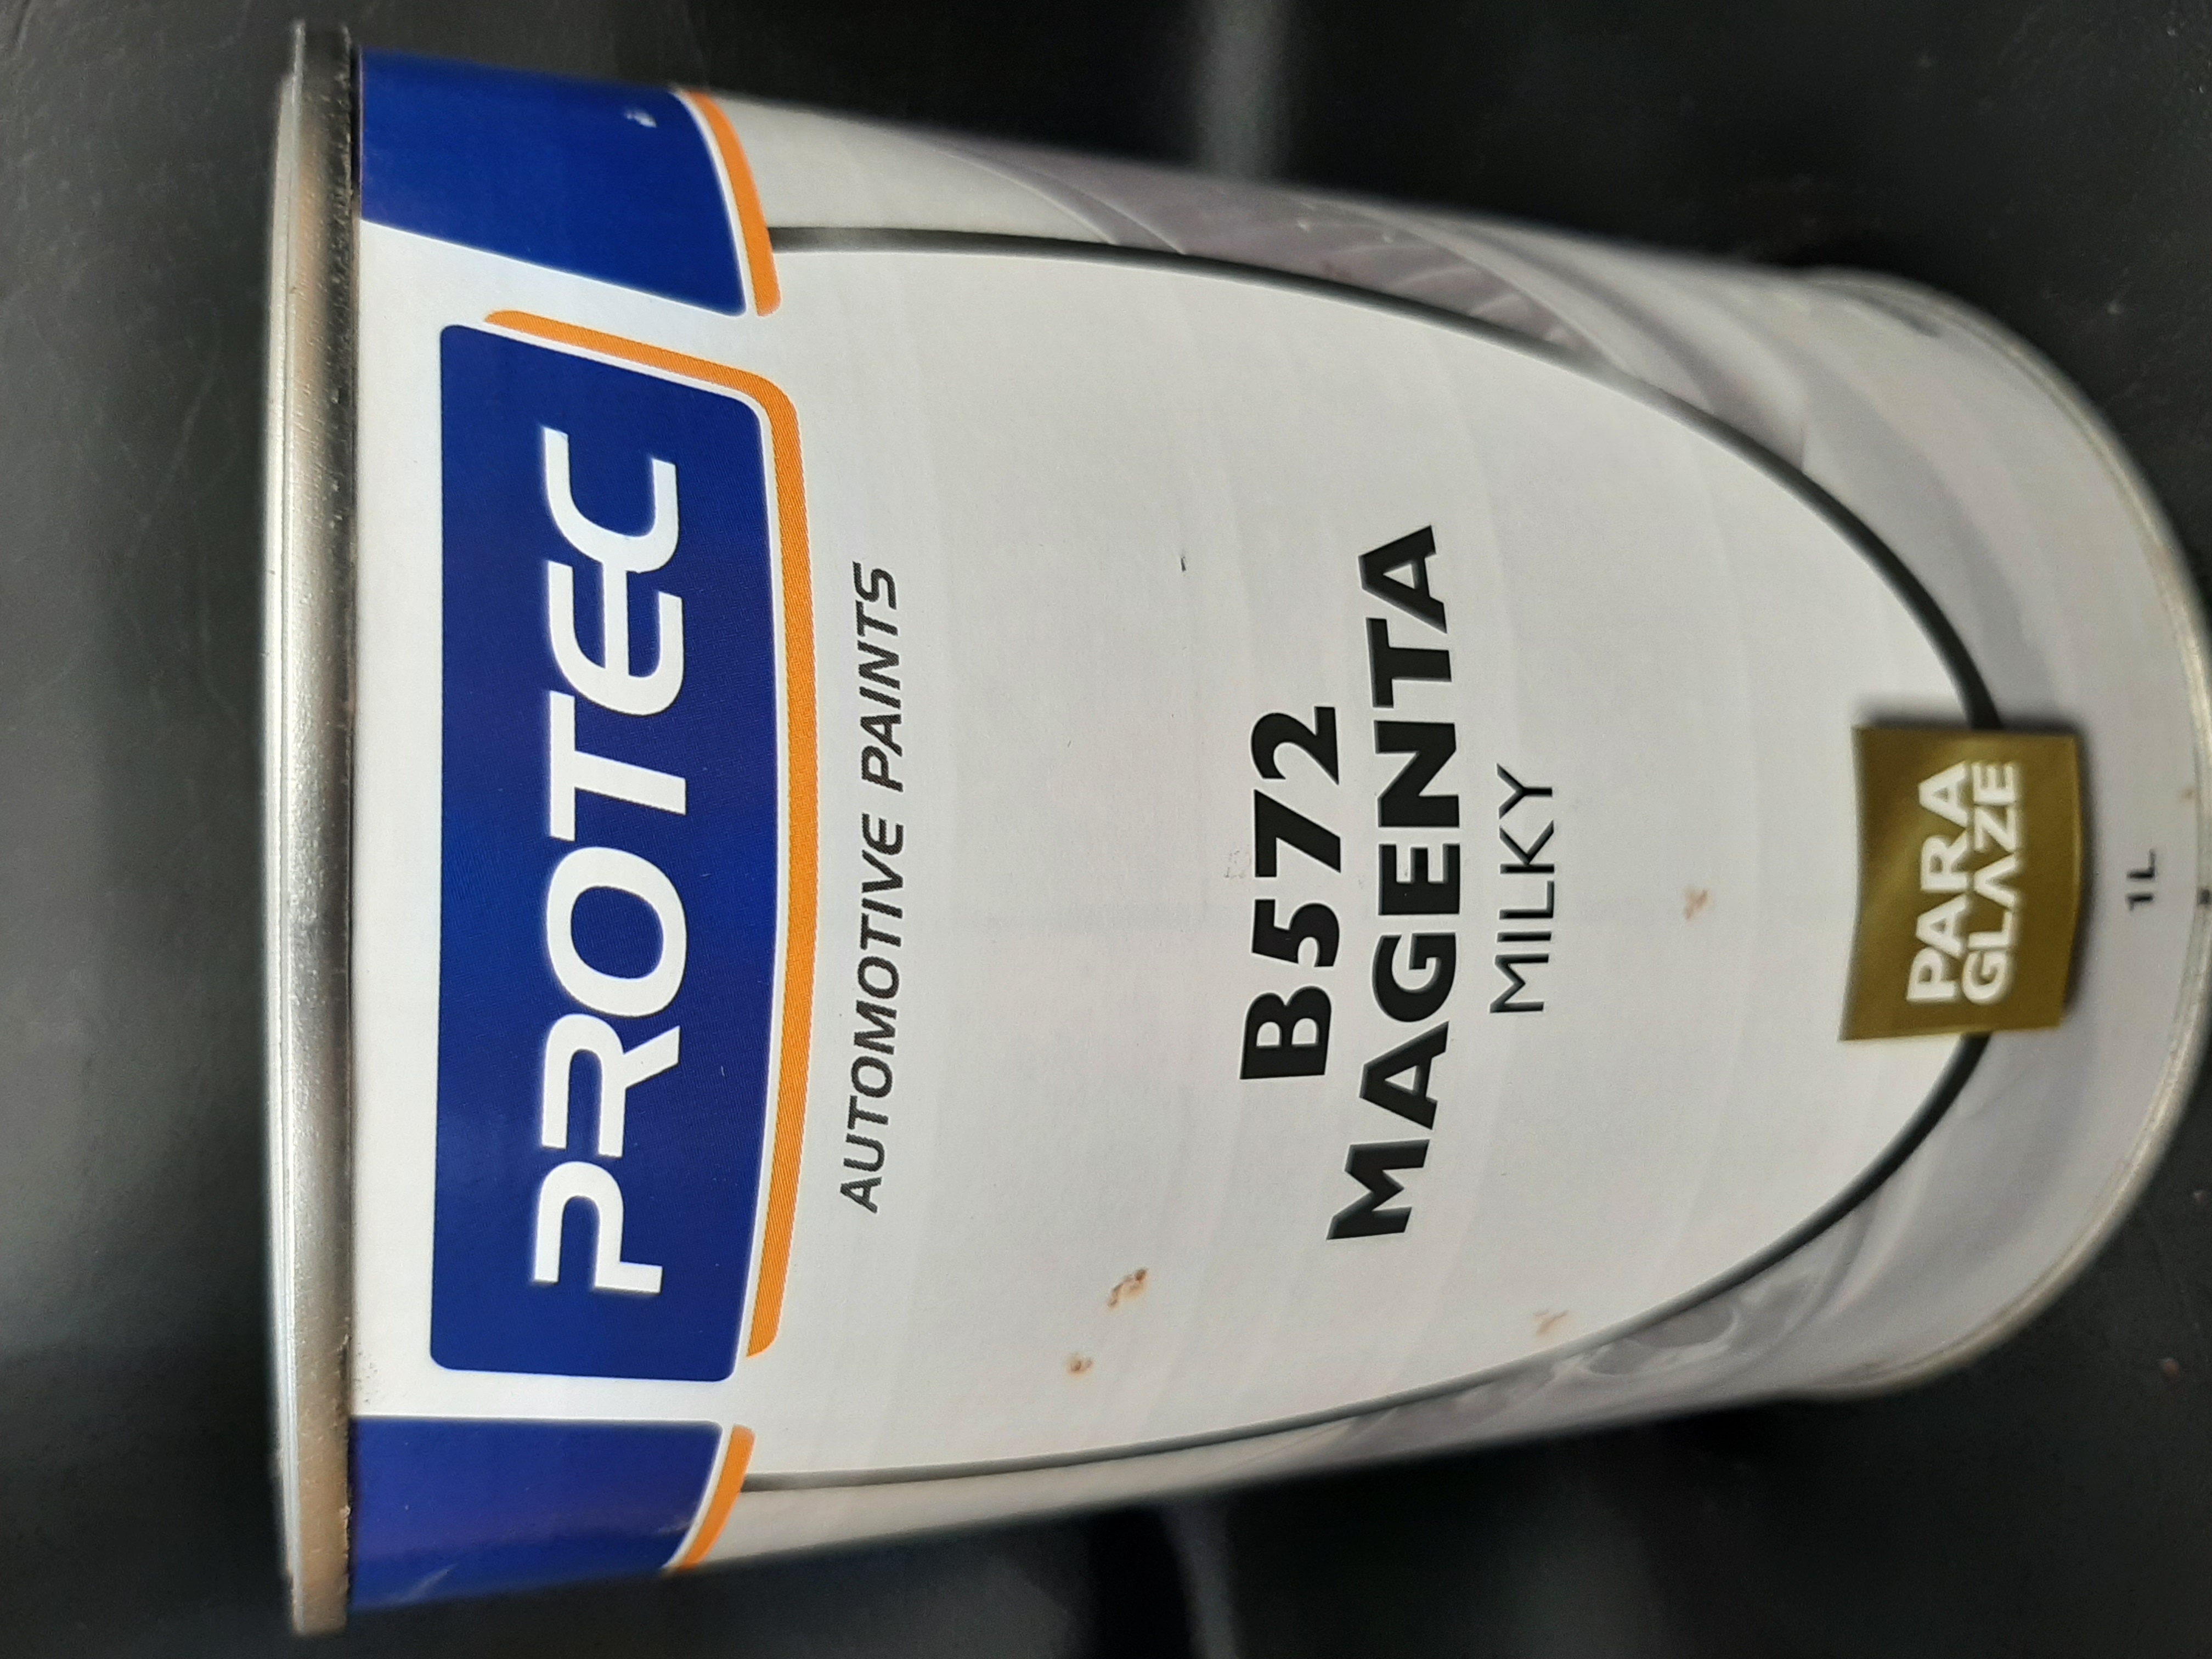 PROTEC
AUTOMOTIVE PAINTS
B572
MAGENTA
MILKY
PARA
GLAZE
1L